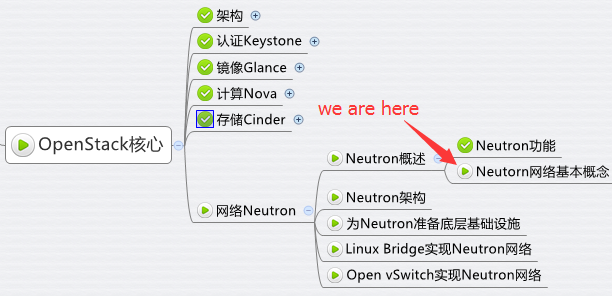 架构
认证Keystone
镜像Glance
计算Nova
we are here
存储Cinder
OpenStack核心
Neutron功能
Neutron概述
Neutorn网络基本概念
Neutron架构
网络Neutron
为Neutron准备底层基础设施
Linux Bridge实现Neutron网络
Open vSwitch实现Neutron网络